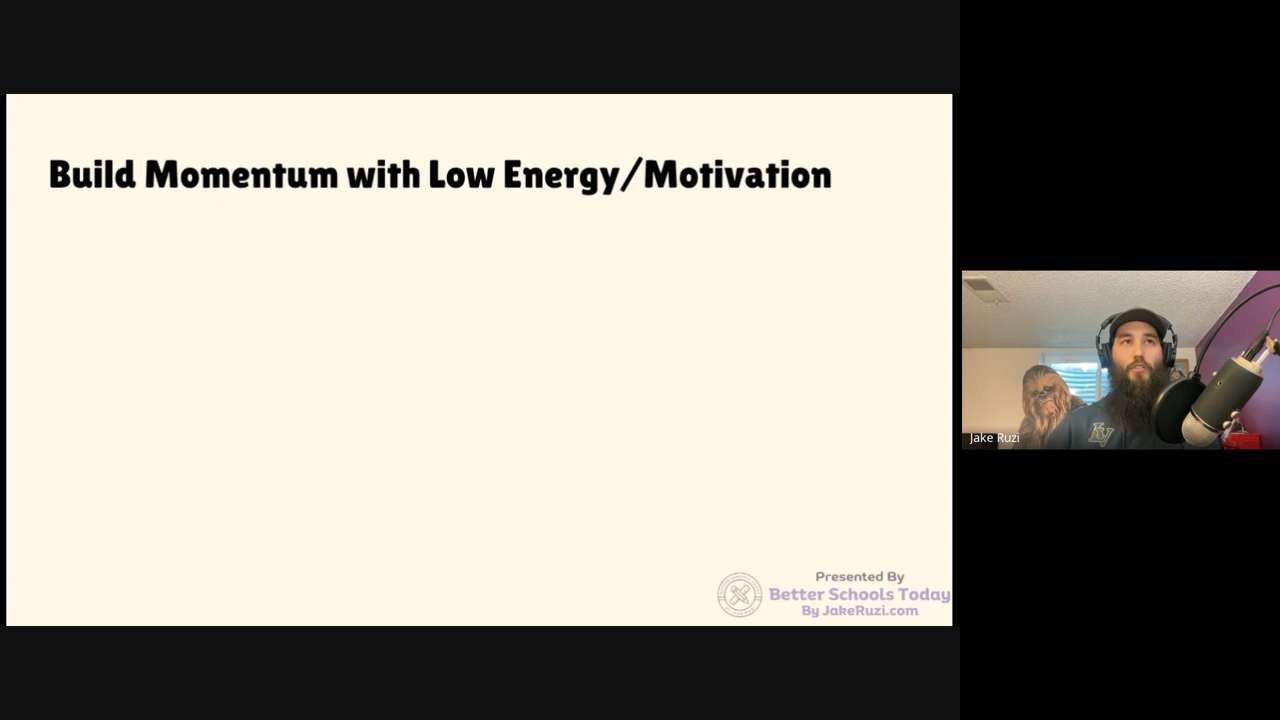 Build Momentum with Low Energy/Motivation
Presented By
Better Schools Today
By JakeRuzi.com
Jake Ruzi